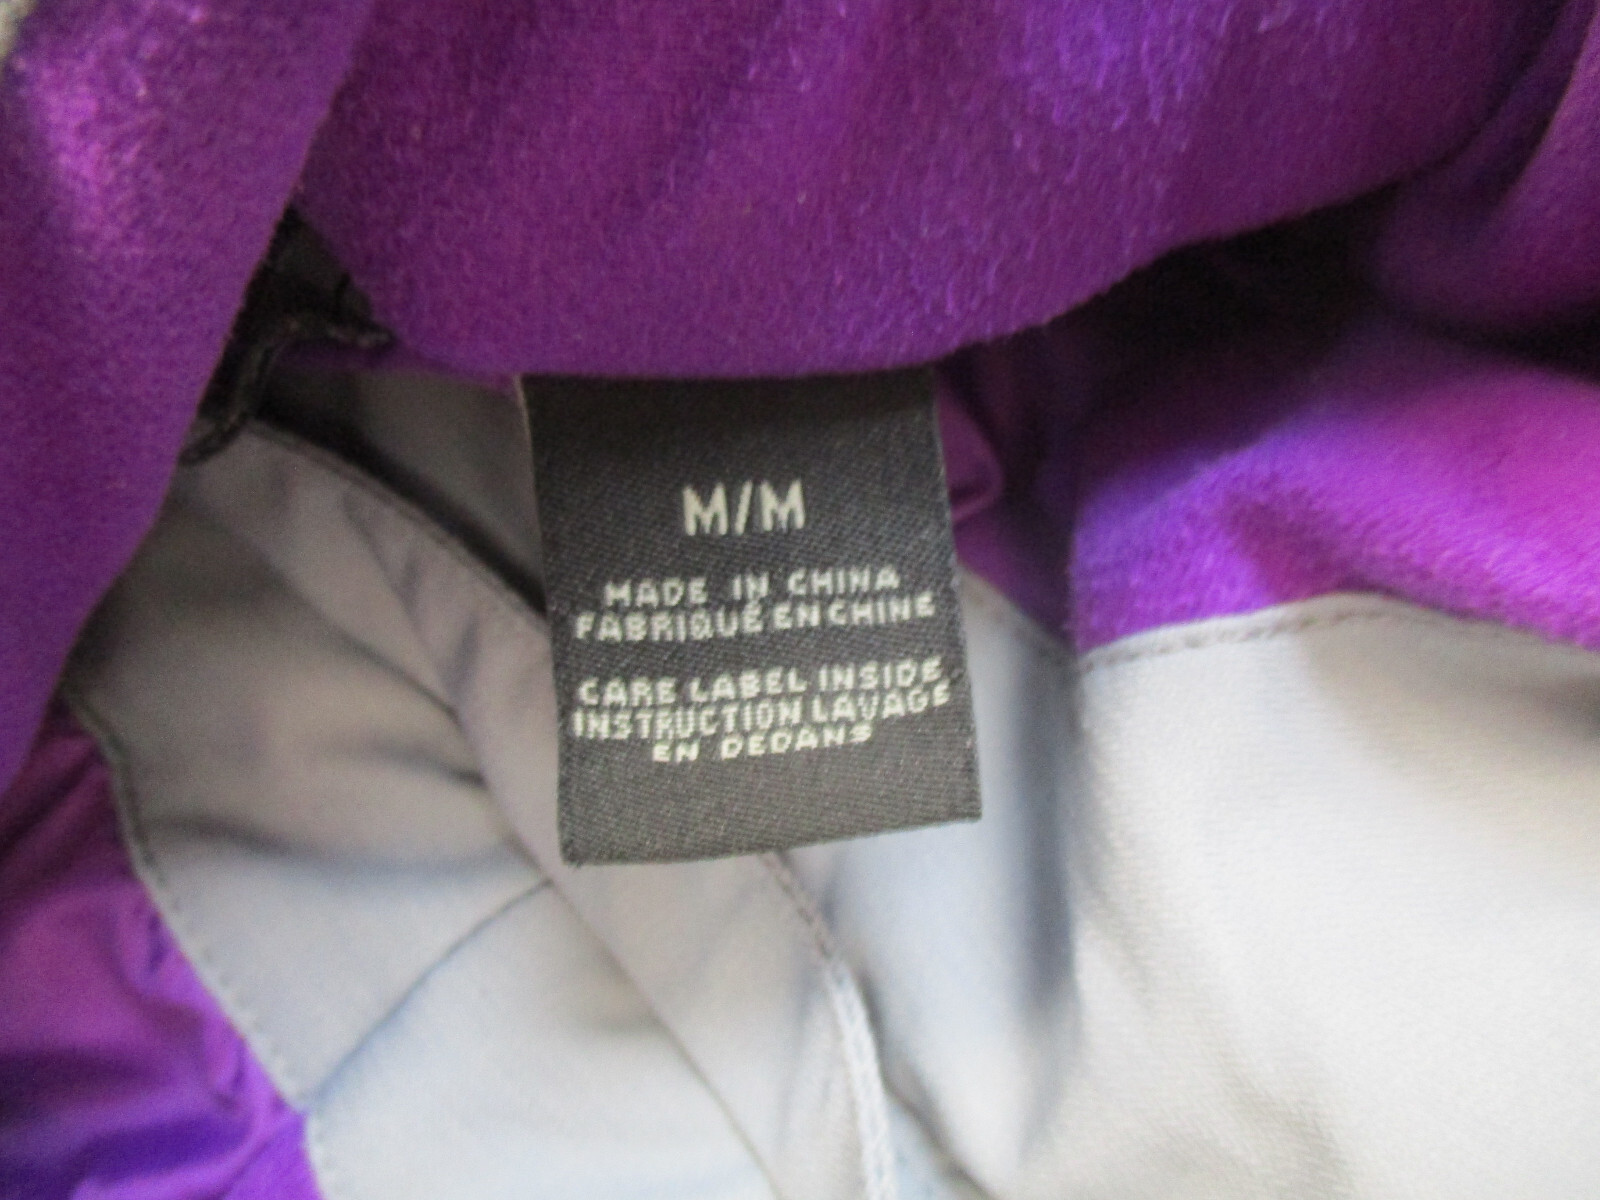 M/M
MADE IN CHINA
FABRIQUÉ EN CHINE
CARE LABEL INSIDE
INSTRUCTION LAVAGE
EN DEDANS